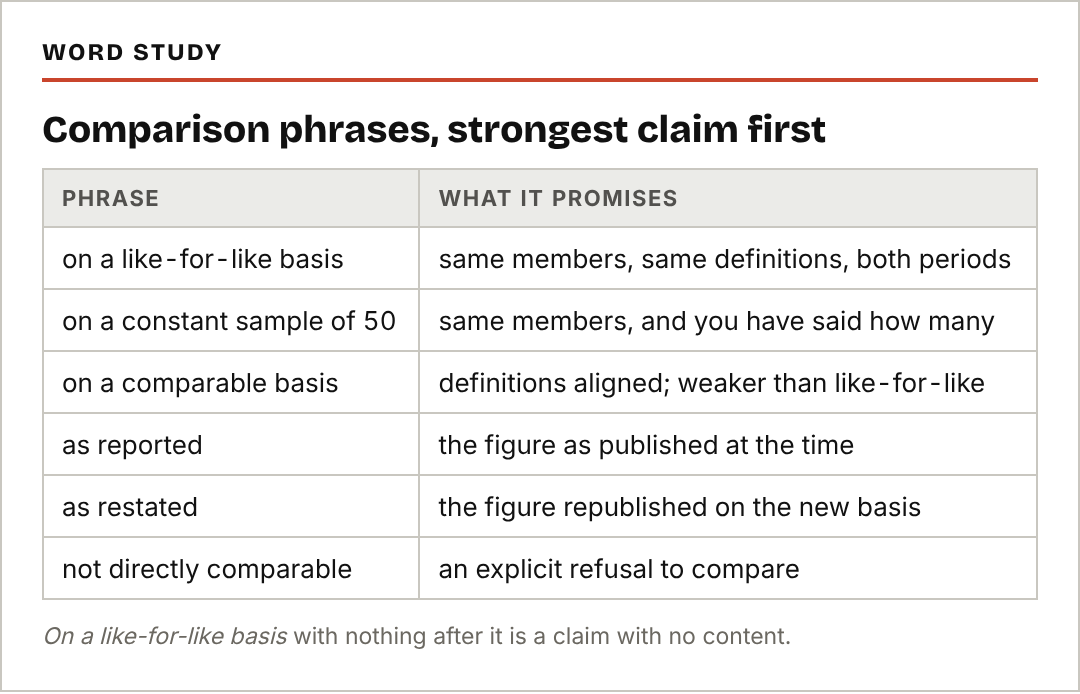 WORD STUDY
Comparison phrases, strongest claim first
PHRASE WHAT IT PROMISES
on a like-for-like basis same members, same definitions, both periods
on a constant sample of 50 same members, and you have said how many
on a comparable basis definitions aligned; weaker than like-for-like
as reported the figure as published at the time
as restated the figure republished on the new basis
not directly comparable an explicit refusal to compare
On a like-for-like basis with nothing after it is a claim with no content.